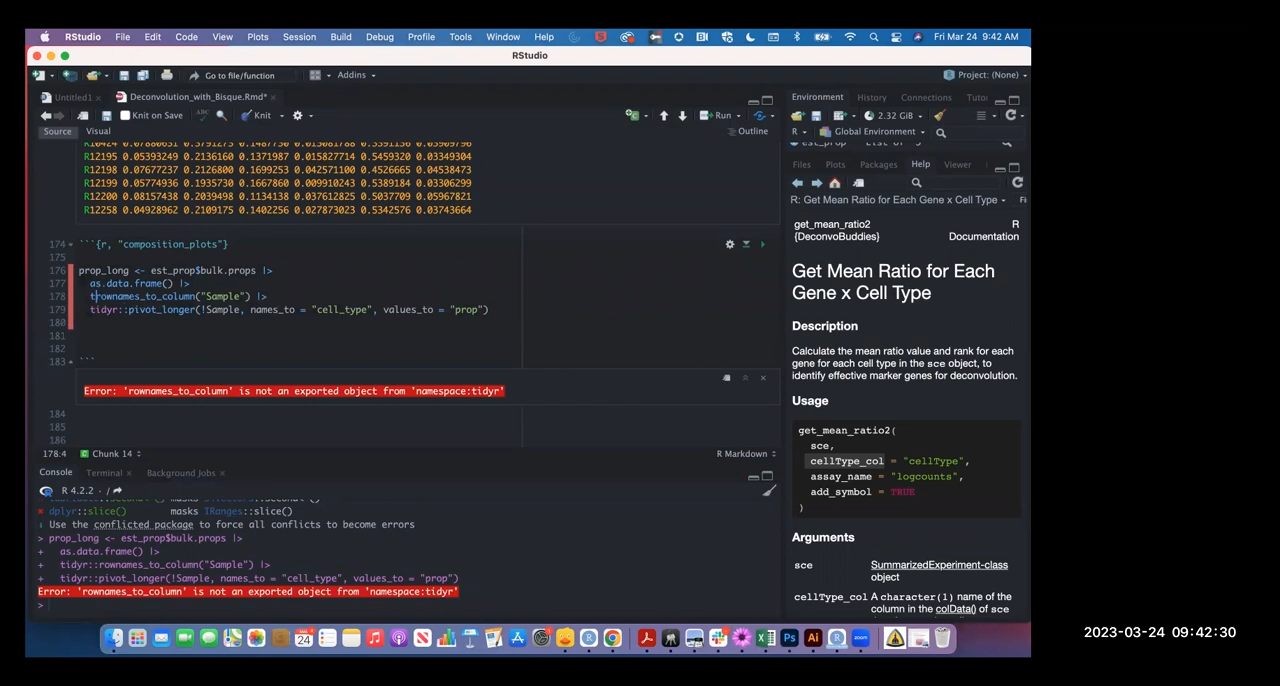 RStudio File Edit Code View Plots Session Build Debug Profile Tools Window Help Fri Mar 24 9:42 AM
RStudio
Go to file/function Addins Project: (None)
Untitled1 Deconvolution_with_Bisque.Rmd*
Knit on Save Knit Run
Source Visual Outline
R12195 0.05393249 0.2136160 0.1371987 0.015827714 0.5459320 0.03349304
R12198 0.07677237 0.2126800 0.1699253 0.042571100 0.4526665 0.04538473
R12199 0.05774936 0.1935730 0.1667860 0.009910243 0.5389184 0.03306299
R12200 0.08157438 0.2039498 0.1134138 0.037612825 0.5037709 0.05967821
R12258 0.04928962 0.2109175 0.1402256 0.027873023 0.5342576 0.03743664
174 ```{r, "composition_plots"}
175
176 prop_long <- est_prop$bulk.props |>
177 as.data.frame() |>
178 trownames_to_column("Sample") |>
179 tidyr::pivot_longer(!Sample, names_to = "cell_type", values_to = "prop")
180
181
182
183 ```
Error: 'rownames_to_column' is not an exported object from 'namespace:tidyr'
184
185
186
178.4 Chunk 14 R Markdown
Console Terminal Background Jobs
R 4.2.2 · /
dplyr::slice() masks IRanges::slice()
Use the conflicted package to force all conflicts to become errors
> prop_long <- est_prop$bulk.props |>
+ as.data.frame() |>
+ tidyr::rownames_to_column("Sample") |>
+ tidyr::pivot_longer(!Sample, names_to = "cell_type", values_to = "prop")
Error: 'rownames_to_column' is not an exported object from 'namespace:tidyr'
>
Environment History Connections Tutor
2.32 GiB
R Global Environment
Files Plots Packages Help Viewer
R: Get Mean Ratio for Each Gene x Cell Type Fi
get_mean_ratio2 R
{DeconvoBuddies} Documentation
Get Mean Ratio for Each
Gene x Cell Type
Description
Calculate the mean ratio value and rank for each
gene for each cell type in the sce object, to
identify effective marker genes for deconvolution.
Usage
get_mean_ratio2(
sce,
cellType_col = "cellType",
assay_name = "logcounts",
add_symbol = TRUE
)
Arguments
sce SummarizedExperiment-class
object
cellType_col A character(1) name of the
column in the colData() of sce
2023-03-24 09:42:30